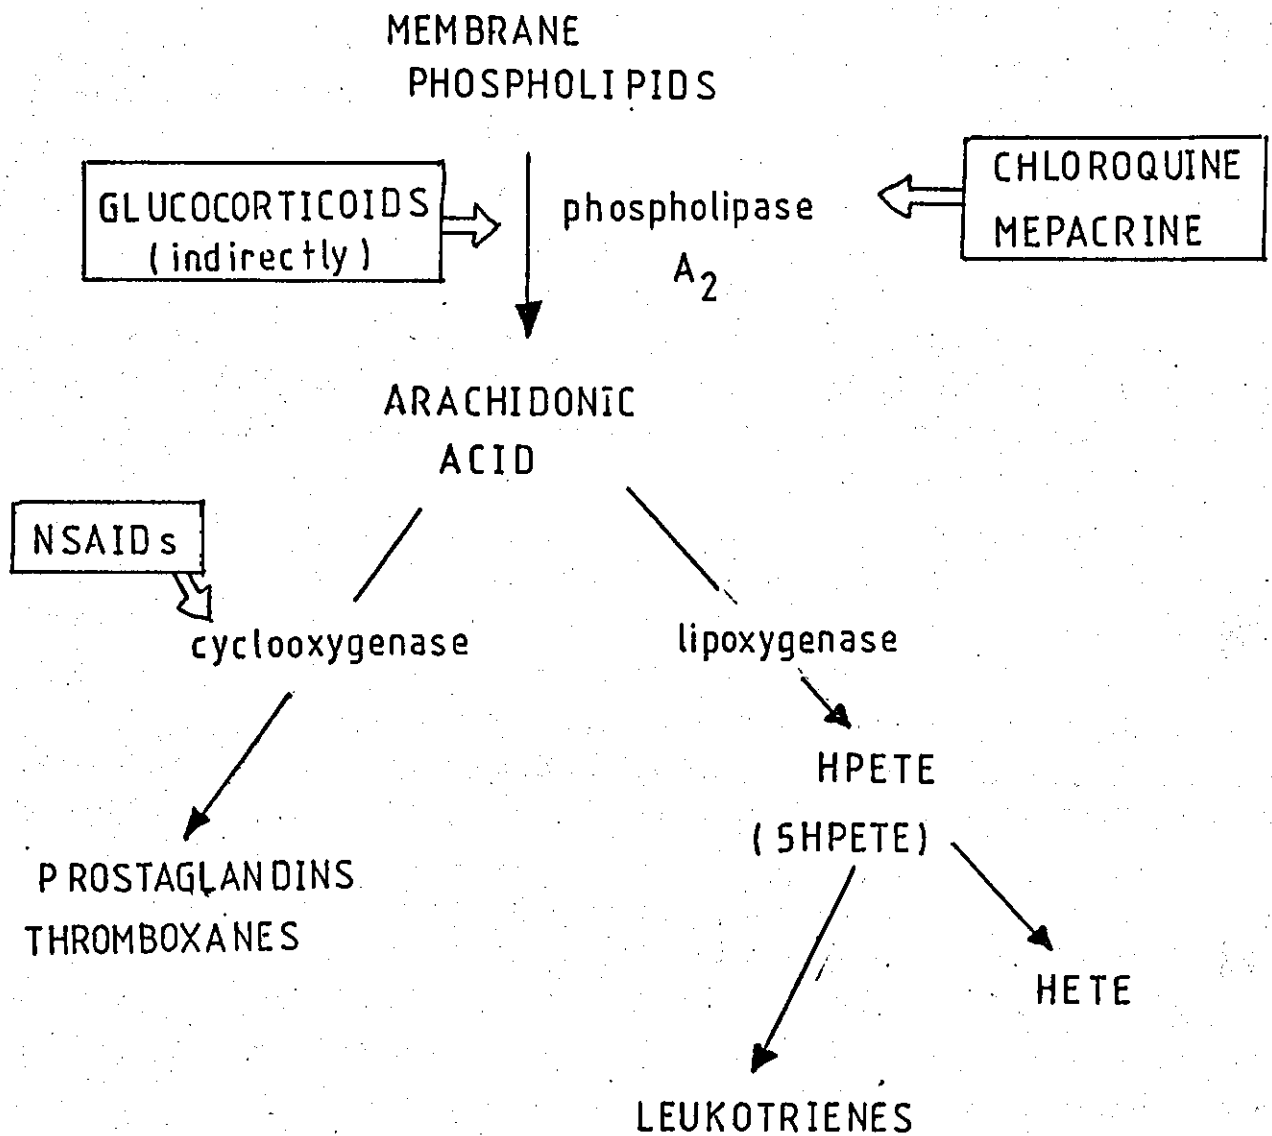 MEMBRANE
PHOSPHOLIPIDS
GLUCOCORTICOIDS
(indirectly)
phospholipase
A2
CHLOROQUINE
MEPACRINE
ARACHIDONIC
ACID
NSAIDs
cyclooxygenase
lipoxygenase
HPETE
(5HPETE)
PROSTAGLANDINS
THROMBOXANES
HETE
LEUKOTRIENES